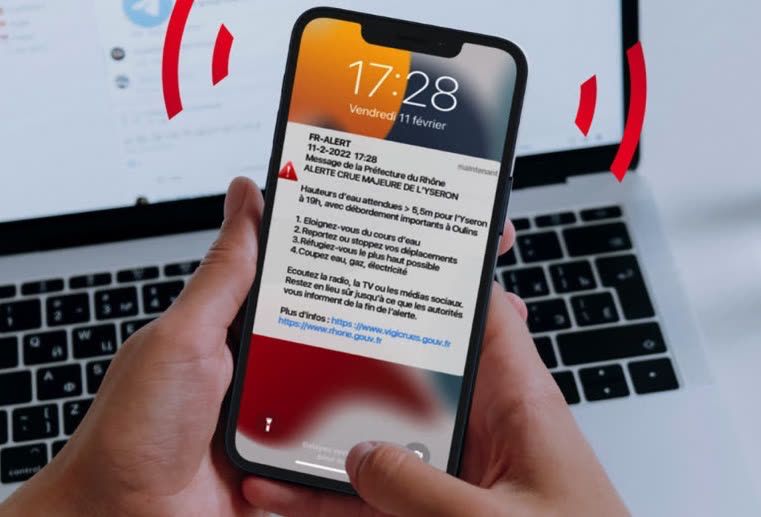 17:28
Vendredi 11 février
maintenant
FR-ALERT
11-2-2022 17:28
Message de la Préfecture du Rhône
ALERTE CRUE MAJEURE DE L'YSERON
Hauteurs d'eau attendues > 5,5m pour l'Yseron
à 19h, avec débordement importants à Oulins
1. Eloignez-vous du cours d'eau
2. Reportez ou stoppez vos déplacements
3. Réfugiez-vous le plus haut possible
4. Coupez eau, gaz, électricité
Ecoutez la radio, la TV ou les médias sociaux.
Restez en lieu sûr jusqu'à ce que les autorités
vous informent de la fin de l'alerte.
Plus d'infos : https://www.vigicrues.gouv.fr
https://www.rhone.gouv.fr
control